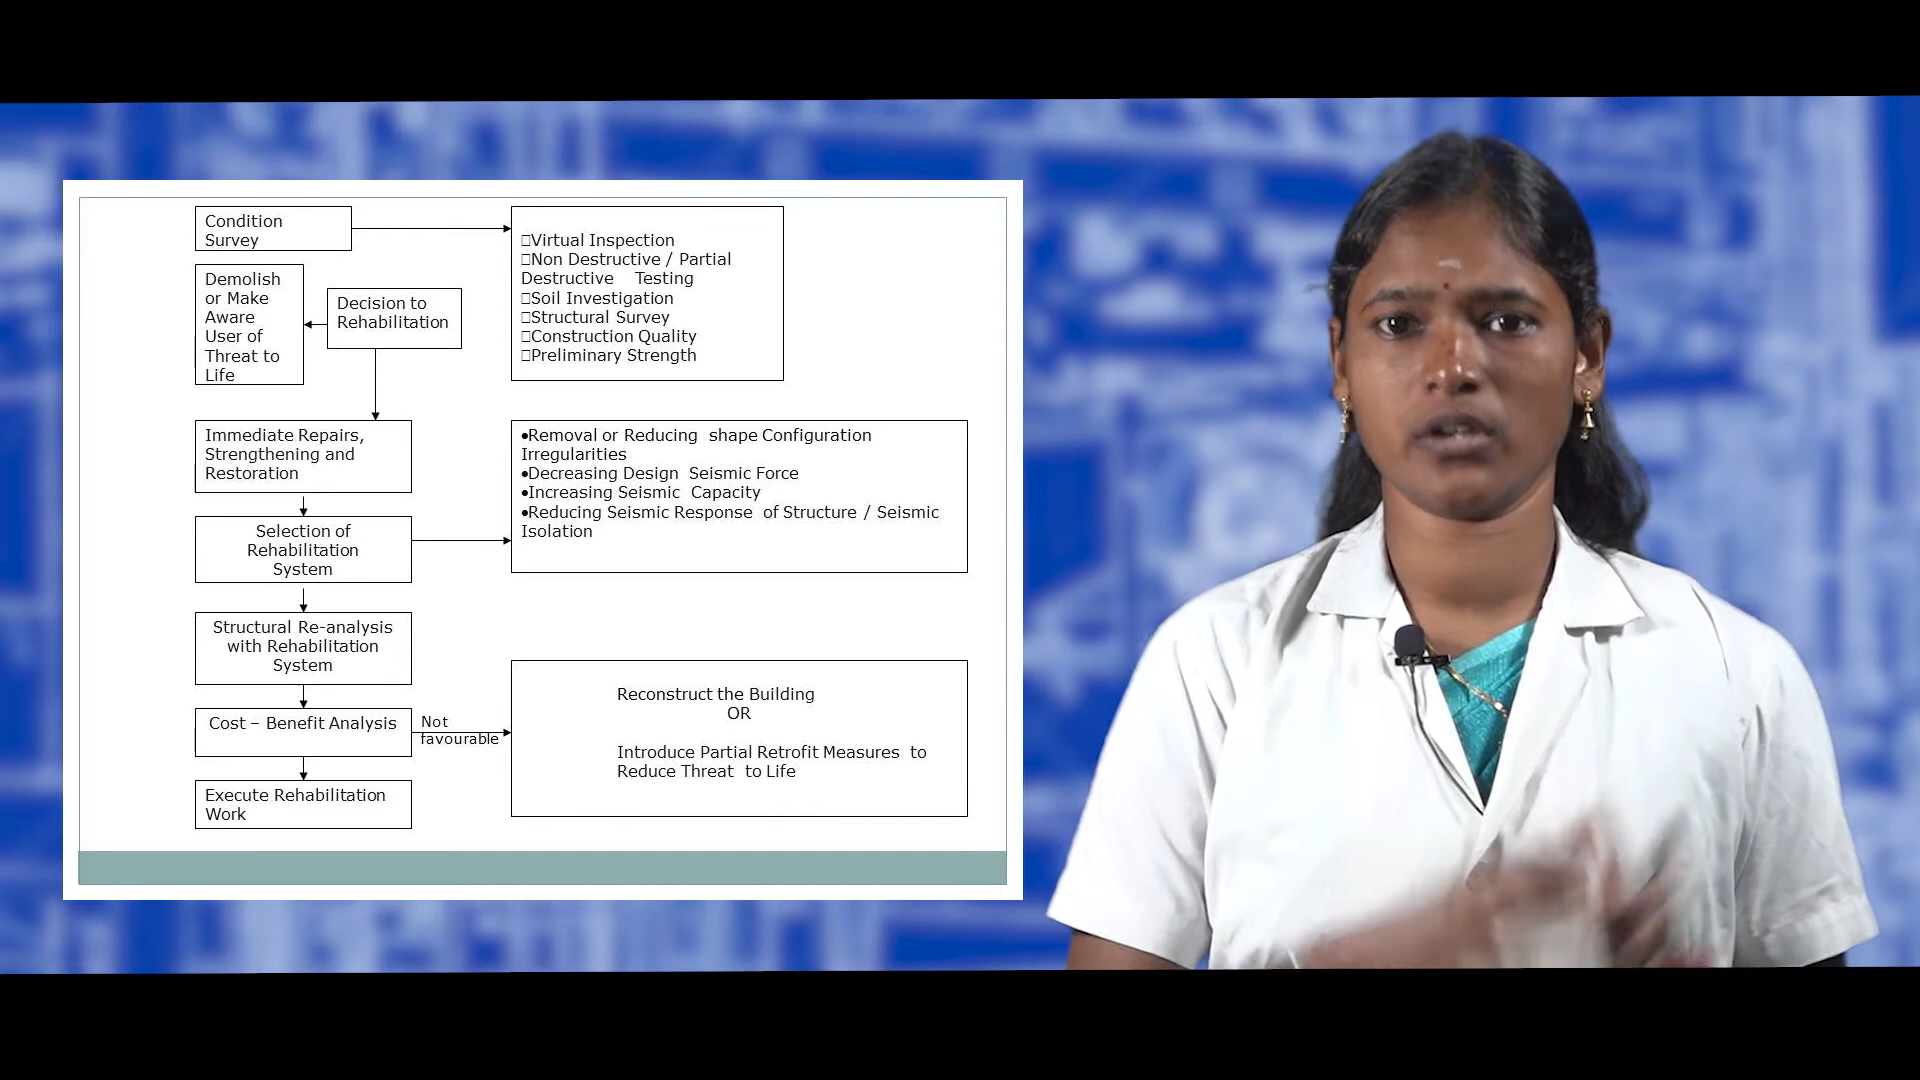 Condition
Survey
□Virtual Inspection
□Non Destructive / Partial
Destructive Testing
□Soil Investigation
□Structural Survey
□Construction Quality
□Preliminary Strength
Demolish
or Make
Aware
User of
Threat to
Life
Decision to
Rehabilitation
Immediate Repairs,
Strengthening and
Restoration
•Removal or Reducing shape Configuration
Irregularities
•Decreasing Design Seismic Force
•Increasing Seismic Capacity
•Reducing Seismic Response of Structure / Seismic
Isolation
Selection of
Rehabilitation
System
Structural Re-analysis
with Rehabilitation
System
Cost – Benefit Analysis
Not
favourable
Reconstruct the Building
OR
Introduce Partial Retrofit Measures to
Reduce Threat to Life
Execute Rehabilitation
Work